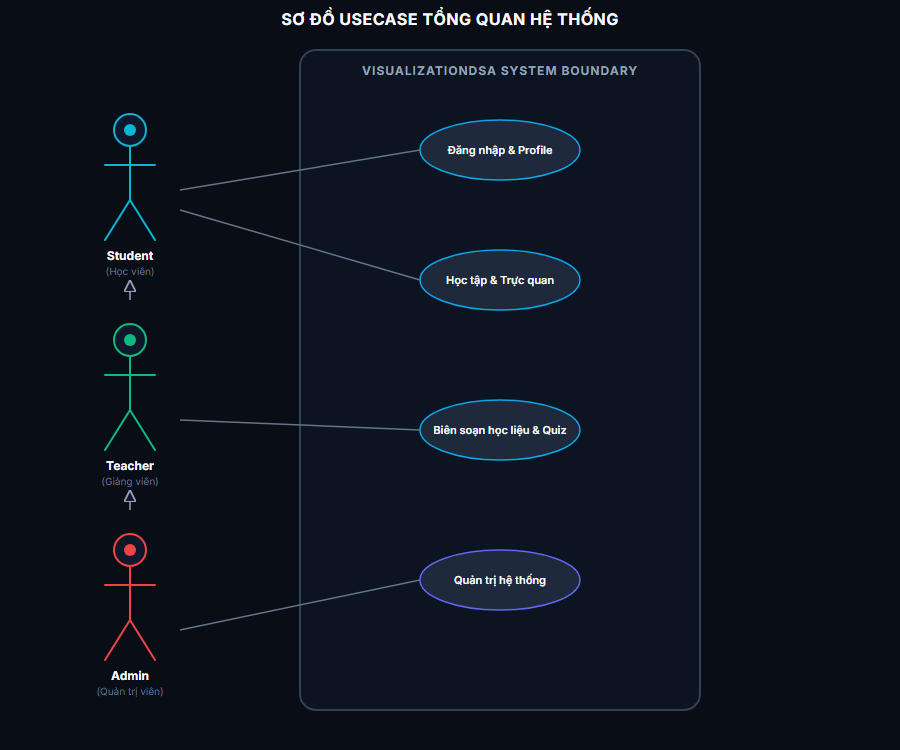 SƠ ĐỒ USECASE TỔNG QUAN HỆ THỐNG
VISUALIZATIONDSA SYSTEM BOUNDARY
Đăng nhập & Profile
Student
(Học viên)
Học tập & Trực quan
Biên soạn học liệu & Quiz
Teacher
(Giảng viên)
Quản trị hệ thống
Admin
(Quản trị viên)